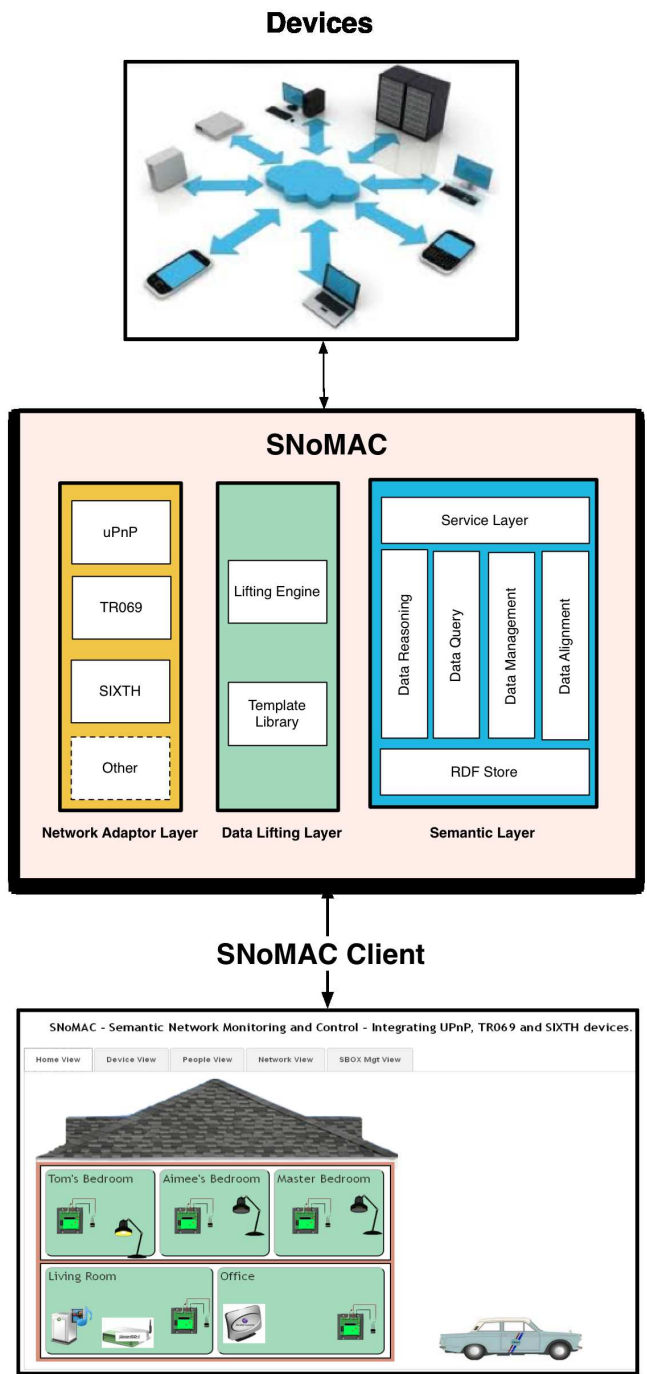 Devices
SNoMAC
uPnP
TR069
SIXTH
Other
Network Adaptor Layer
Lifting Engine
Template
Library
Data Lifting Layer
Service Layer
Data Reasoning
Data Query
Data Management
Data Alignment
RDF Store
Semantic Layer
SNoMAC Client
SNoMAC - Semantic Network Monitoring and Control - Integrating UPnP, TR069 and SIXTH devices.
Home View
Device View
People View
Network View
SBOX Mgt View
Tom's Bedroom
Aimee's Bedroom
Master Bedroom
Living Room
Office